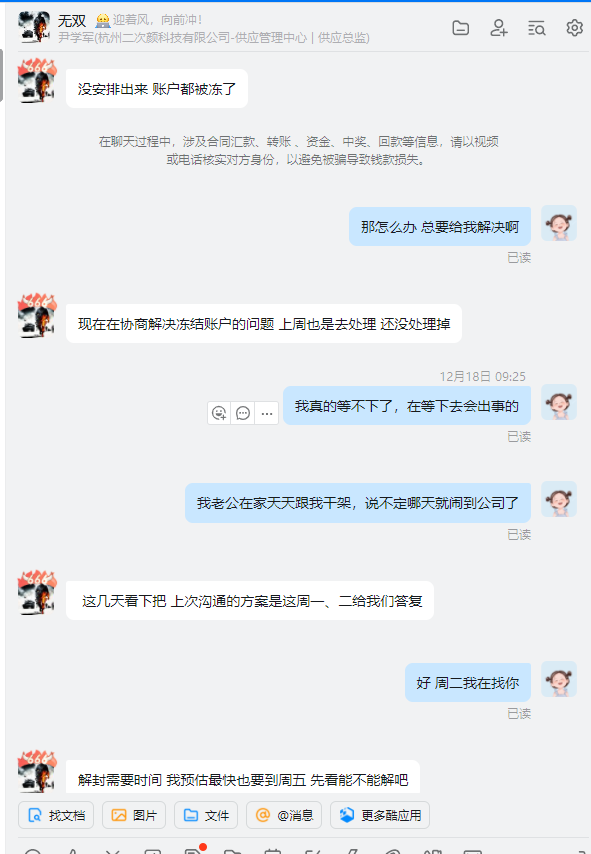 无双 迎着风，向前冲！
尹学军(杭州二次颜科技有限公司-供应管理中心 | 供应总监)
没安排出来 账户都被冻了
在聊天过程中，涉及合同汇款、转账 、资金、中奖、回款等信息，请以视频
或电话核实对方身份，以避免被骗导致钱款损失。
那怎么办 总要给我解决啊
已读
现在在协商解决冻结账户的问题 上周也是去处理 还没处理掉
12月18日 09:25
我真的等不下了，在等下去会出事的
已读
我老公在家天天跟我干架，说不定哪天就闹到公司了
已读
这几天看下把 上次沟通的方案是这周一、二给我们答复
好 周二我在找你
已读
解封需要时间 我预估最快也要到周五 先看能不能解吧
找文档 图片 文件 @消息 更多酷应用